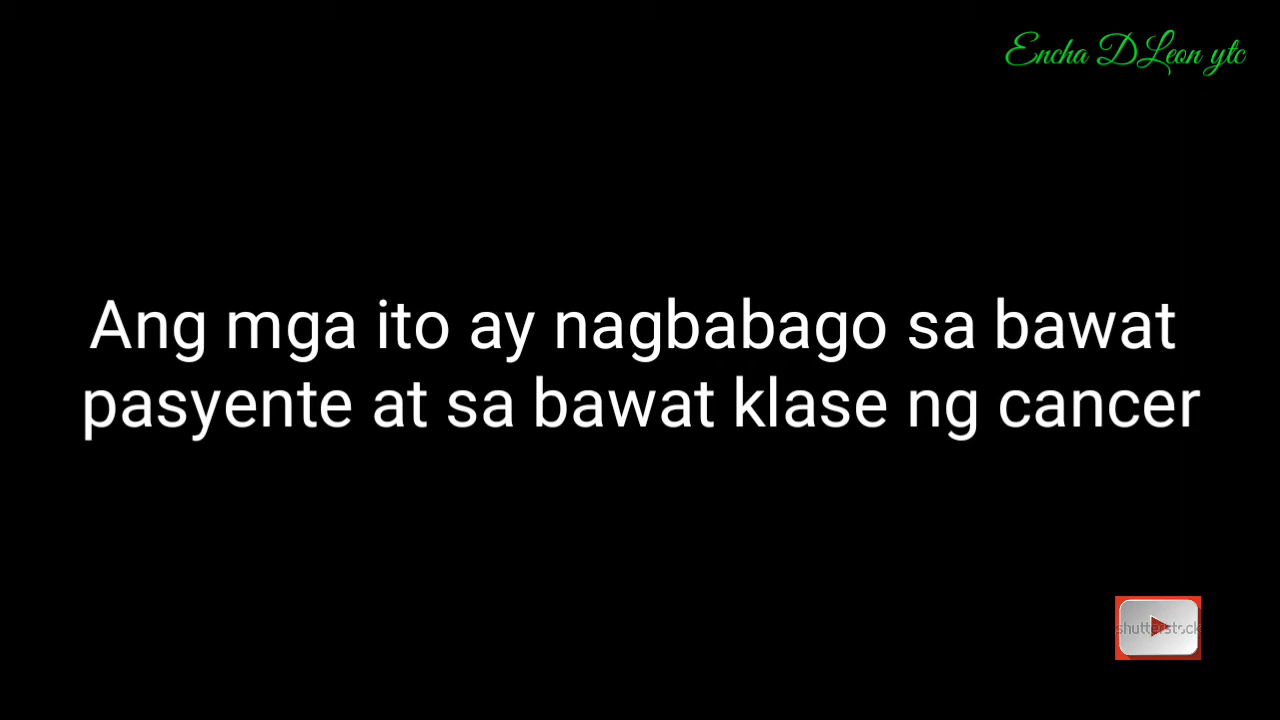 Encha DLeon ytc
Ang mga ito ay nagbabago sa bawat
pasyente at sa bawat klase ng cancer
shutterstock